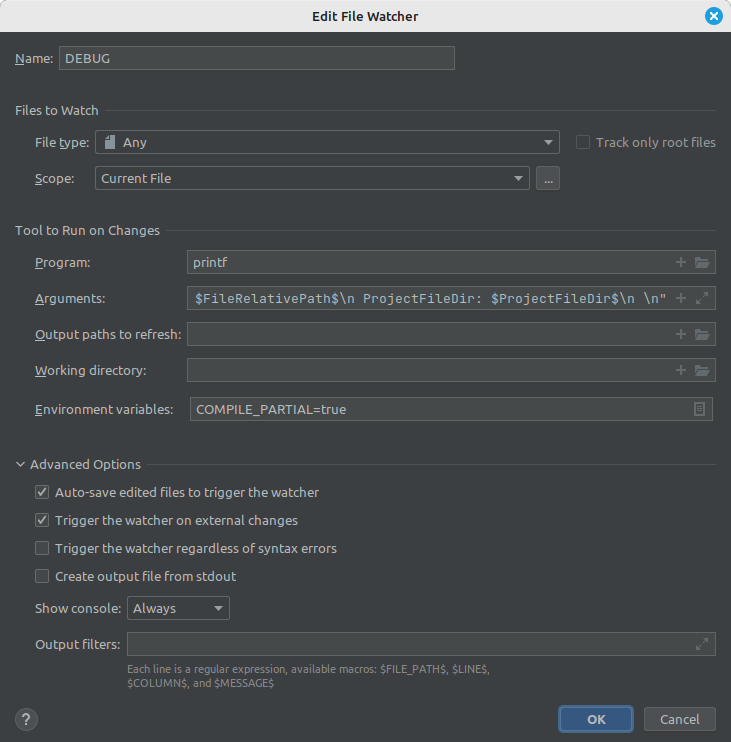 Edit File Watcher
Name: DEBUG
Files to Watch
File type: Any Track only root files
Scope: Current File ...
Tool to Run on Changes
Program: printf
Arguments: $FileRelativePath$\n ProjectFileDir: $ProjectFileDir$\n \n"
Output paths to refresh:
Working directory:
Environment variables: COMPILE_PARTIAL=true
Advanced Options
Auto-save edited files to trigger the watcher
Trigger the watcher on external changes
Trigger the watcher regardless of syntax errors
Create output file from stdout
Show console: Always
Output filters:
Each line is a regular expression, available macros: $FILE_PATH$, $LINE$,
$COLUMN$, and $MESSAGE$
? OK Cancel